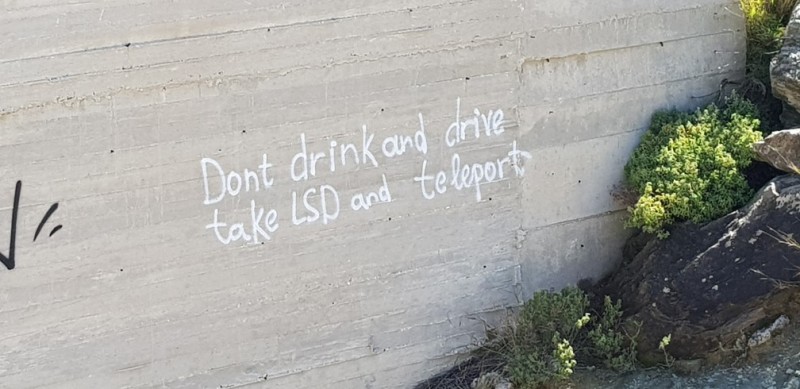 Dont drink and drive
take LSD and teleport